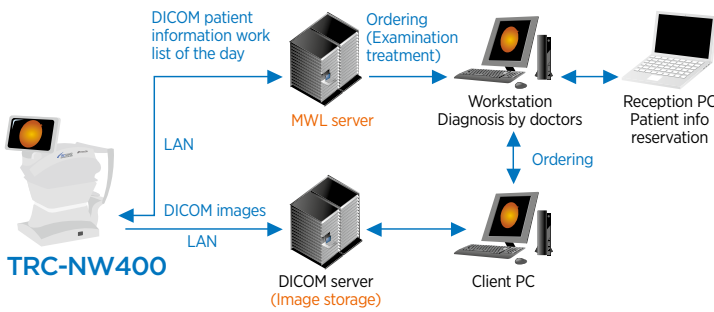 DICOM patient
information work
list of the day
Ordering
(Examination
treatment)
MWL server
Workstation
Diagnosis by doctors
Reception PC
Patient info
reservation
LAN
Ordering
DICOM images
LAN
TRC-NW400
DICOM server
(Image storage)
Client PC